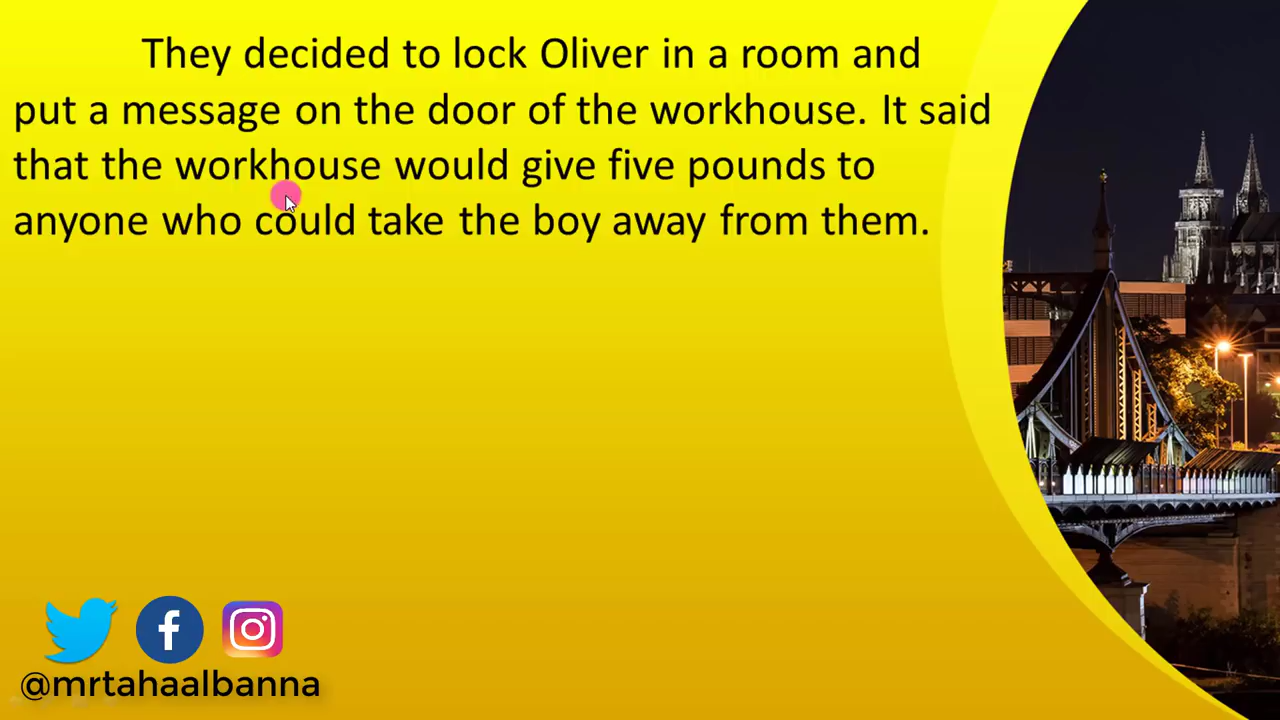 They decided to lock Oliver in a room and
put a message on the door of the workhouse. It said
that the workhouse would give five pounds to
anyone who could take the boy away from them.
@mrtahaalbanna